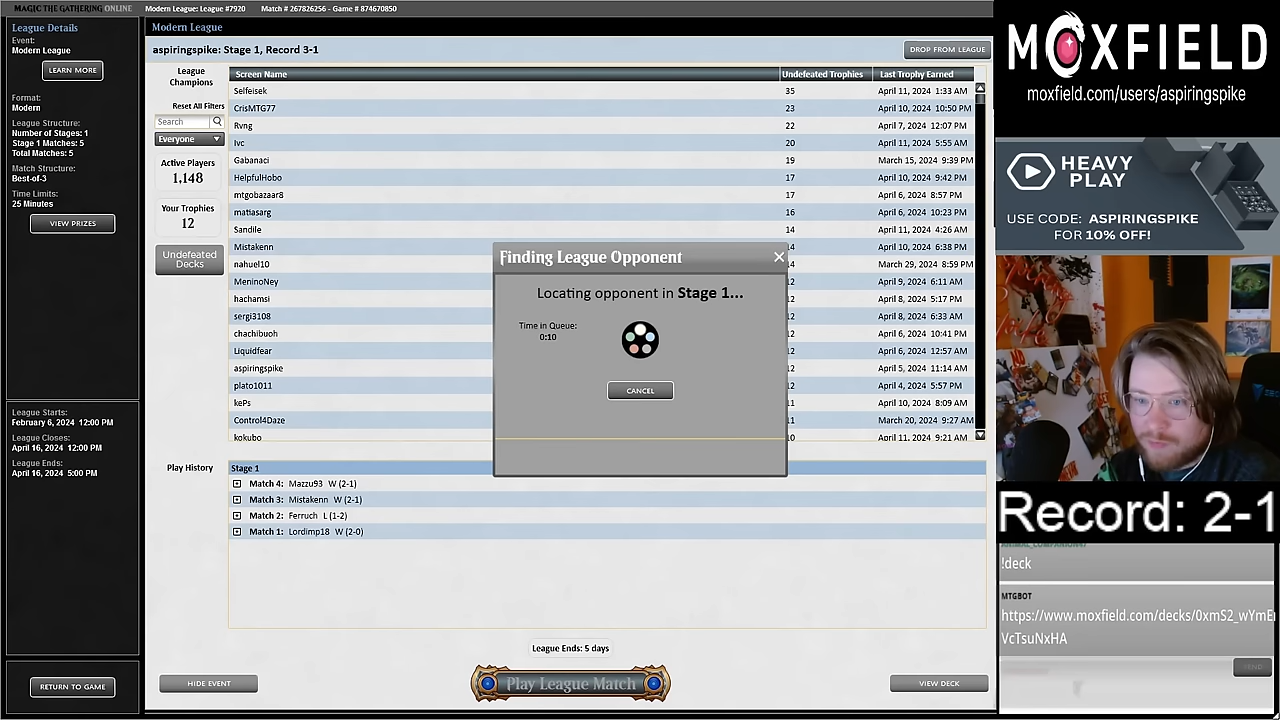 MAGIC THE GATHERING ONLINE
Modern League: League #7920
Match # 267826256 - Game # 874670850
League Details
Event:
Modern League
LEARN MORE
Format:
Modern
League Structure:
Number of Stages: 1
Stage 1 Matches: 5
Total Matches: 5
Match Structure:
Best-of-3
Time Limits:
25 Minutes
VIEW PRIZES
League Starts:
February 6, 2024 12:00 PM
League Closes:
April 16, 2024 12:00 PM
League Ends:
April 16, 2024 5:00 PM
RETURN TO GAME
Modern League
aspiringspike: Stage 1, Record 3-1
DROP FROM LEAGUE
League Champions
Reset All Filters
Search
Everyone
Active Players
1,148
Your Trophies
12
Undefeated Decks
Screen Name Undefeated Trophies Last Trophy Earned
Selfeisek 35 April 11, 2024 1:33 AM
CrisMTG77 23 April 10, 2024 10:50 PM
Rvng 22 April 7, 2024 12:07 PM
Ivc 20 April 11, 2024 5:55 AM
Gabanaci 19 March 15, 2024 9:39 PM
HelpfulHobo 17 April 10, 2024 9:42 PM
mtgobazaar8 17 April 6, 2024 8:57 PM
matiasarg 16 April 6, 2024 10:23 PM
Sandile 14 April 11, 2024 4:26 AM
Mistakenn 14 April 10, 2024 6:38 PM
nahuel10 14 March 29, 2024 8:59 PM
MeninoNey 12 April 9, 2024 6:11 AM
hachamsi 12 April 8, 2024 5:17 PM
sergi3108 12 April 8, 2024 6:33 AM
chachibuoh 12 April 6, 2024 10:41 PM
Liquidfear 12 April 6, 2024 12:57 AM
aspiringspike 12 April 5, 2024 11:14 AM
plato1011 12 April 4, 2024 5:57 PM
kePs 11 April 10, 2024 8:09 AM
Control4Daze 11 March 20, 2024 9:27 AM
kokubo 10 April 11, 2024 9:21 AM
Finding League Opponent
Locating opponent in Stage 1...
Time in Queue:
0:10
CANCEL
Play History
Stage 1
Match 4: Mazzu93 W (2-1)
Match 3: Mistakenn W (2-1)
Match 2: Ferruch L (1-2)
Match 1: Lordimp18 W (2-0)
League Ends: 5 days
HIDE EVENT
Play League Match
VIEW DECK
MOXFIELD
moxfield.com/users/aspiringspike
HEAVY PLAY
USE CODE: ASPIRINGSPIKE
FOR 10% OFF!
Record: 2-1
!deck
MTGBOT
https://www.moxfield.com/decks/0xmS2_wYmE
VcTsuNxHA
SEND